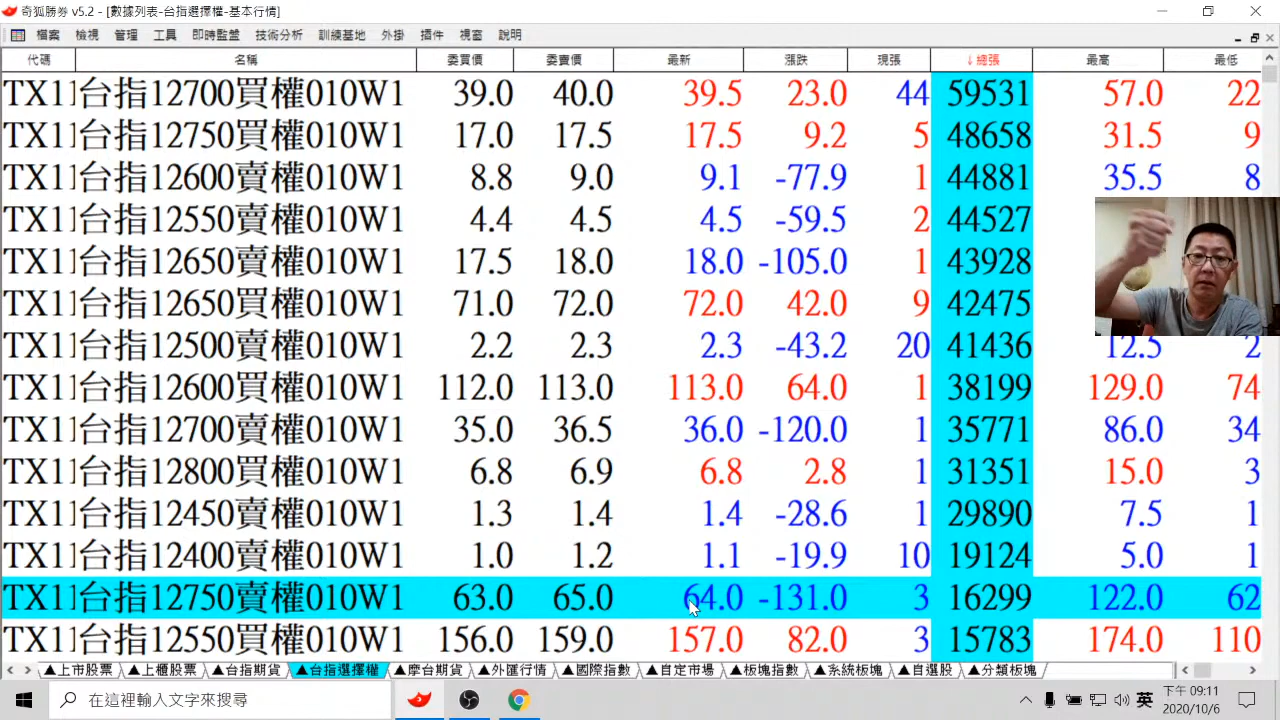 奇狐勝券 v5.2 - [數據列表-台指選擇權-基本行情]
檔案 檢視 管理 工具 即時監盤 技術分析 訓練基地 外掛 插件 視窗 說明
代碼 名稱 委買價 委賣價 最新 漲跌 現張 ↓總張 最高 最低
TX11 台指12700買權010W1 39.0 40.0 39.5 23.0 44 59531 57.0 22
TX11 台指12750買權010W1 17.0 17.5 17.5 9.2 5 48658 31.5 9
TX11 台指12600賣權010W1 8.8 9.0 9.1 -77.9 1 44881 35.5 8
TX11 台指12550賣權010W1 4.4 4.5 4.5 -59.5 2 44527
TX11 台指12650賣權010W1 17.5 18.0 18.0 -105.0 1 43928
TX11 台指12650買權010W1 71.0 72.0 72.0 42.0 9 42475
TX11 台指12500賣權010W1 2.2 2.3 2.3 -43.2 20 41436 12.5 2
TX11 台指12600買權010W1 112.0 113.0 113.0 64.0 1 38199 129.0 74
TX11 台指12700賣權010W1 35.0 36.5 36.0 -120.0 1 35771 86.0 34
TX11 台指12800買權010W1 6.8 6.9 6.8 2.8 1 31351 15.0 3
TX11 台指12450賣權010W1 1.3 1.4 1.4 -28.6 1 29890 7.5 1
TX11 台指12400賣權010W1 1.0 1.2 1.1 -19.9 10 19124 5.0 1
TX11 台指12750賣權010W1 63.0 65.0 64.0 -131.0 3 16299 122.0 62
TX11 台指12550買權010W1 156.0 159.0 157.0 82.0 3 15783 174.0 110
▲上市股票 ▲上櫃股票 ▲台指期貨 ▲台指選擇權 ▲摩台期貨 ▲外匯行情 ▲國際指數 ▲自定市場 ▲板塊指數 ▲系統板塊 ▲自選股 ▲分類板塊
在這裡輸入文字來搜尋
英
下午 09:11
2020/10/6